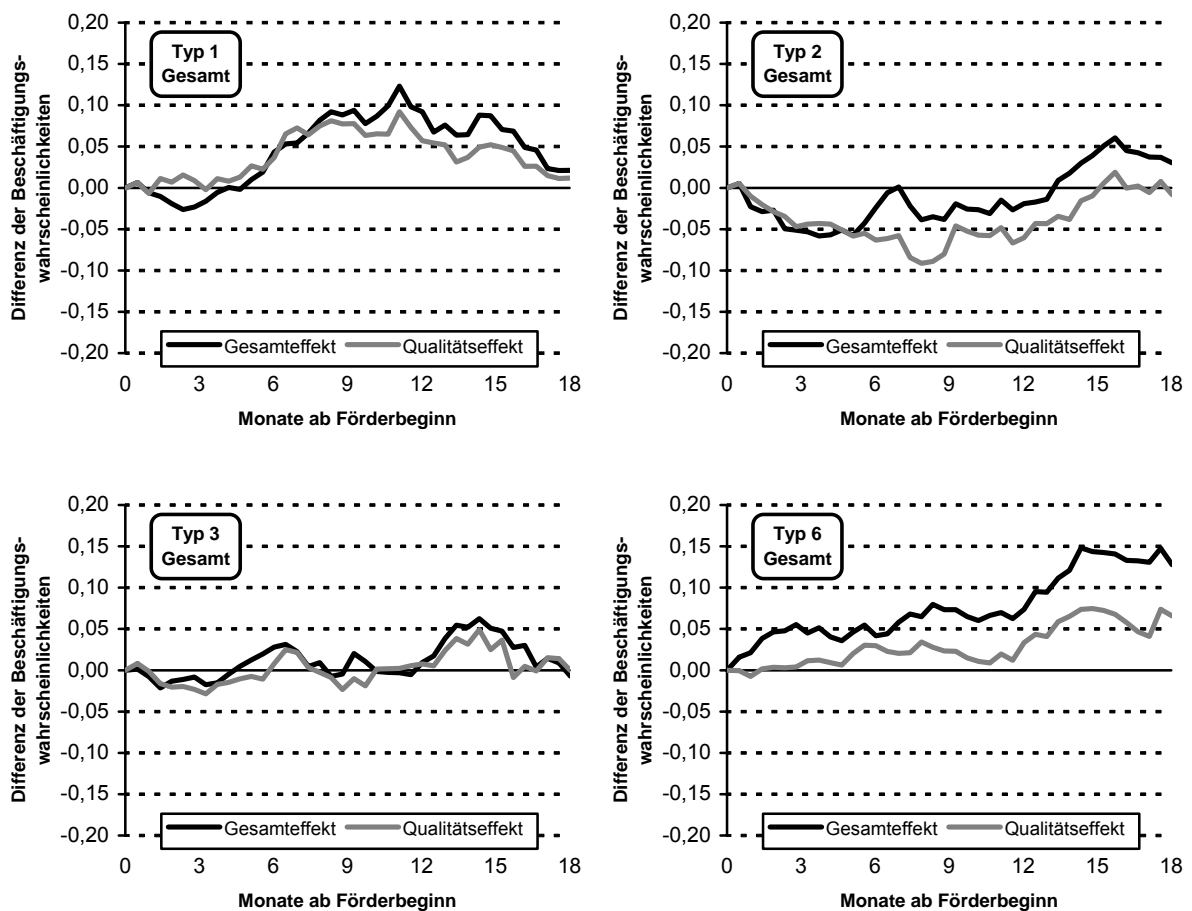 Differenz der Beschäftigungs-
wahrscheinlichkeiten
0,20
0,15
0,10
0,05
0,00
-0,05
-0,10
-0,15
-0,20
Typ 1
Gesamt
Gesamteffekt Qualitätseffekt
0 3 6 9 12 15 18
Monate ab Förderbeginn
Differenz der Beschäftigungs-
wahrscheinlichkeiten
0,20
0,15
0,10
0,05
0,00
-0,05
-0,10
-0,15
-0,20
Typ 2
Gesamt
Gesamteffekt Qualitätseffekt
0 3 6 9 12 15 18
Monate ab Förderbeginn
Differenz der Beschäftigungs-
wahrscheinlichkeiten
0,20
0,15
0,10
0,05
0,00
-0,05
-0,10
-0,15
-0,20
Typ 3
Gesamt
Gesamteffekt Qualitätseffekt
0 3 6 9 12 15 18
Monate ab Förderbeginn
Differenz der Beschäftigungs-
wahrscheinlichkeiten
0,20
0,15
0,10
0,05
0,00
-0,05
-0,10
-0,15
-0,20
Typ 6
Gesamt
Gesamteffekt Qualitätseffekt
0 3 6 9 12 15 18
Monate ab Förderbeginn